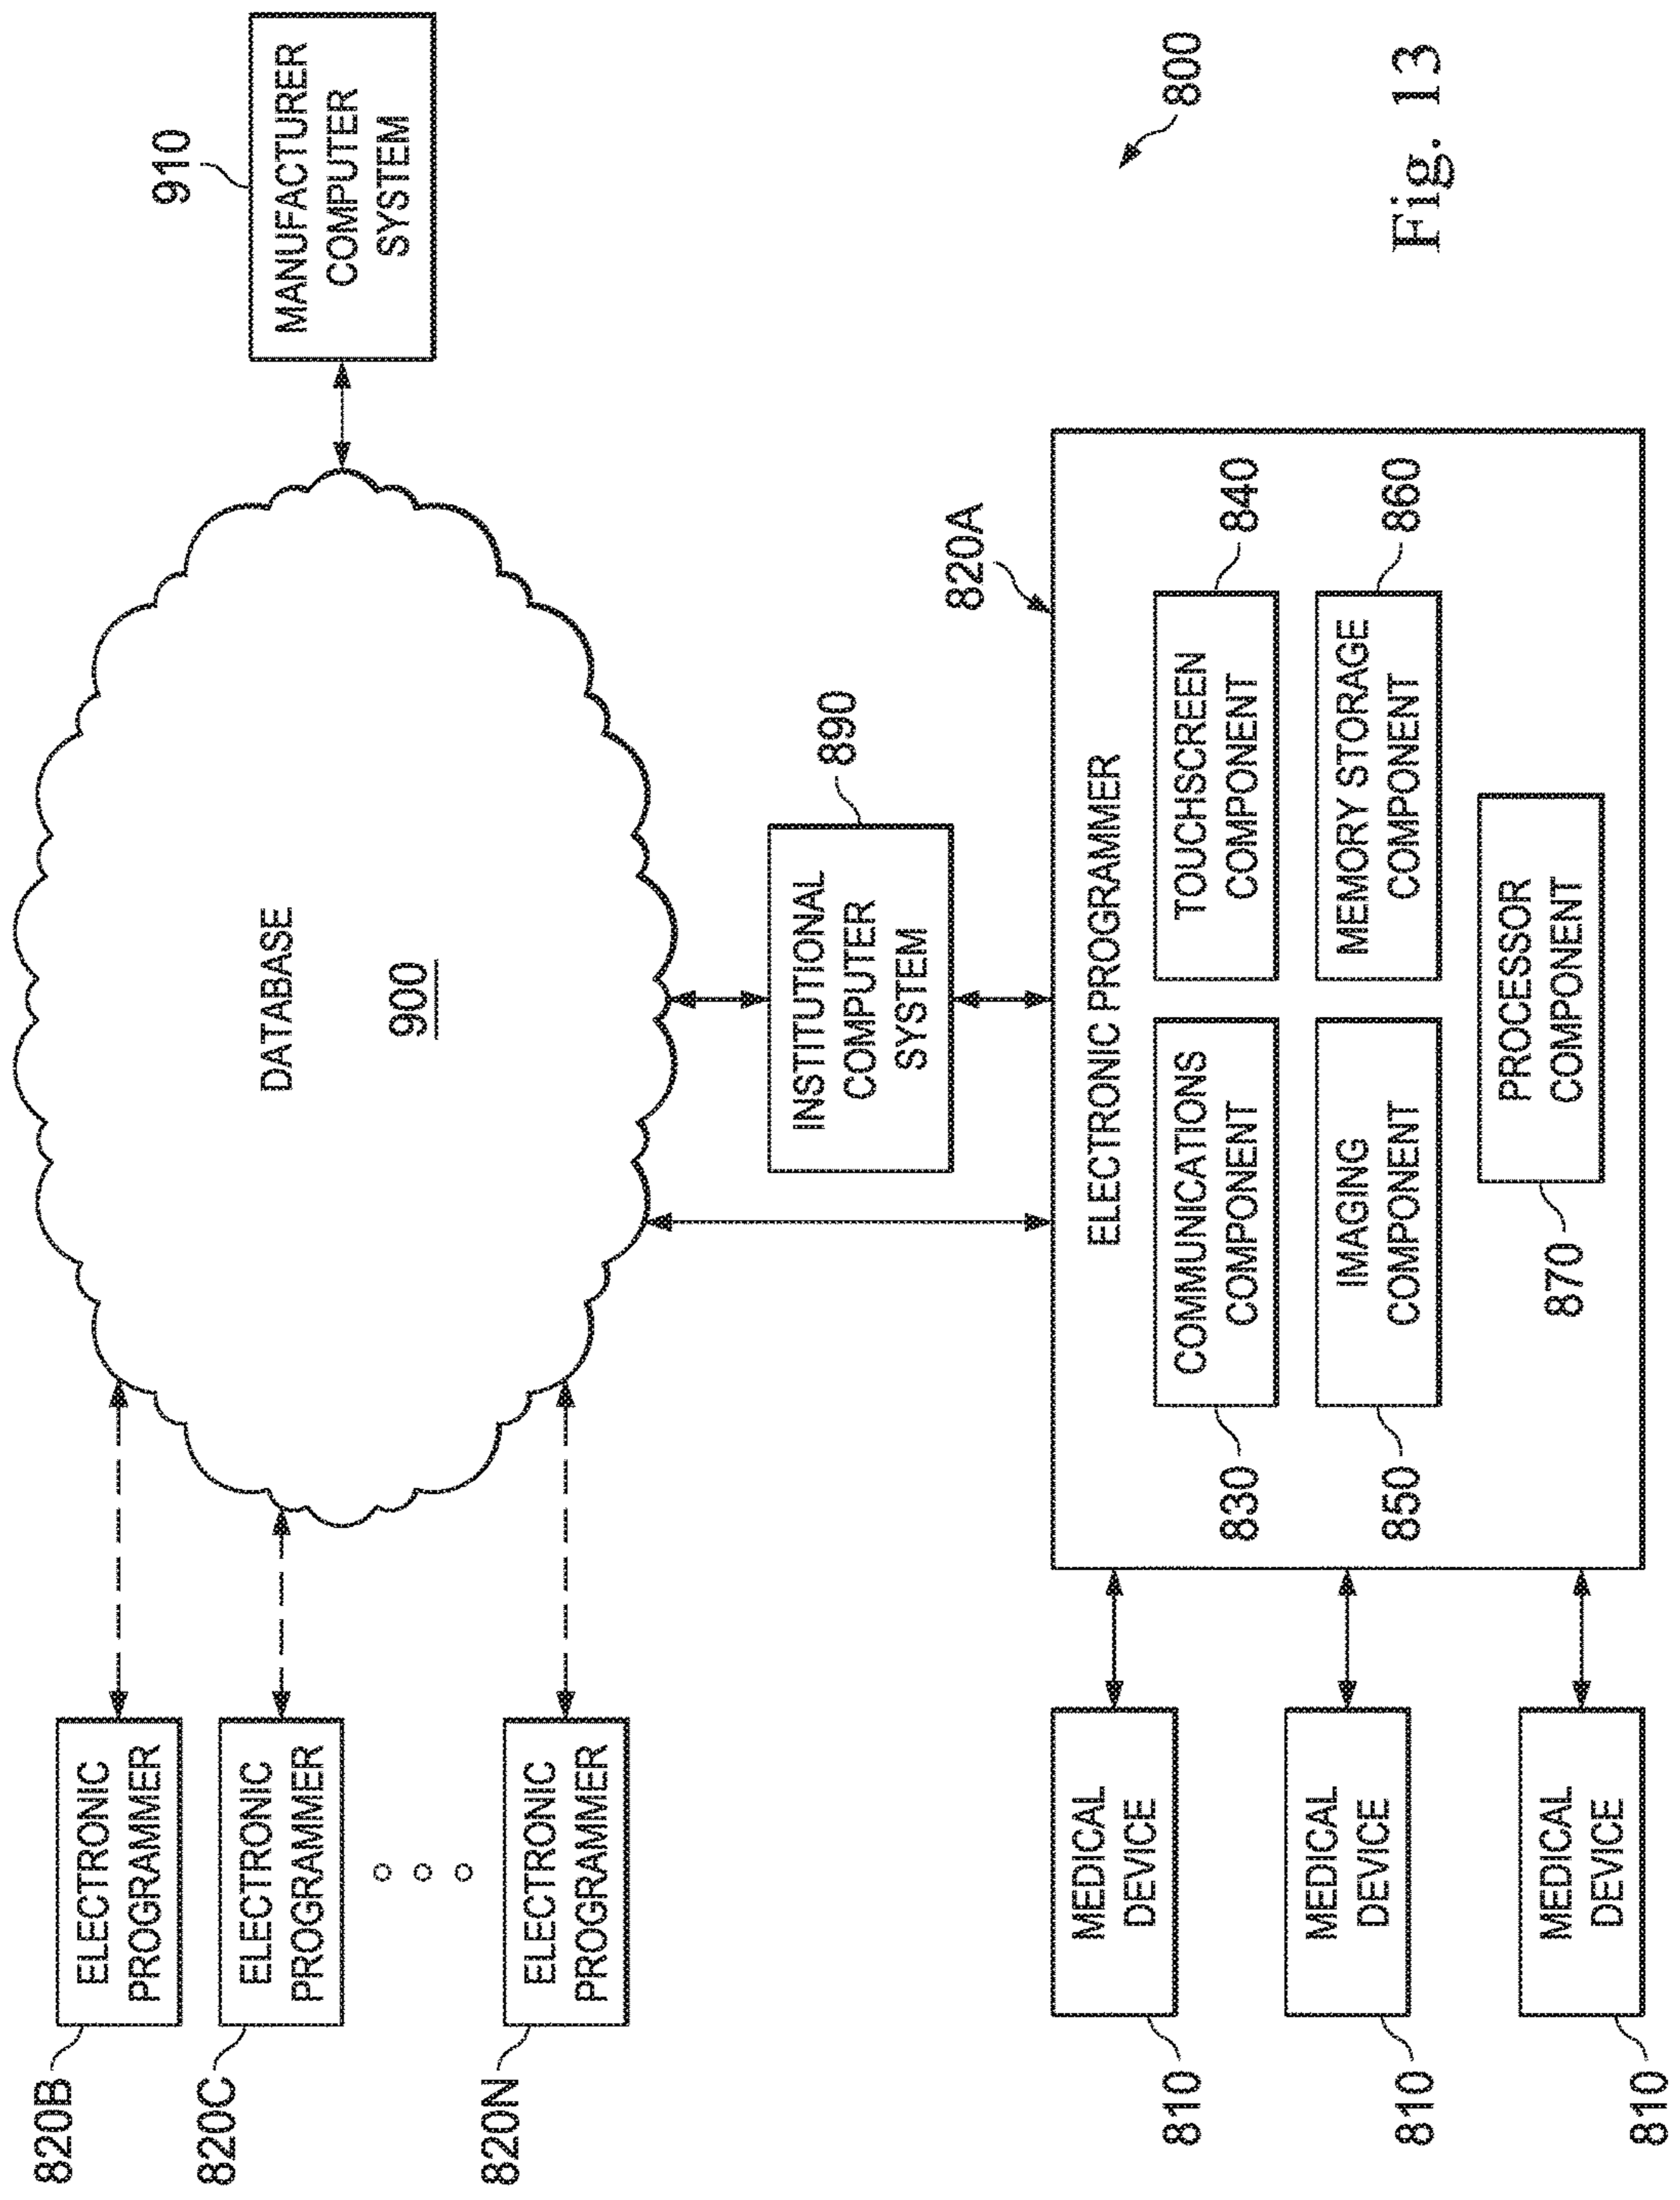 820B
ELECTRONIC
PROGRAMMER
820C
ELECTRONIC
PROGRAMMER
820N
ELECTRONIC
PROGRAMMER
DATABASE
900
910
MANUFACTURER
COMPUTER
SYSTEM
INSTITUTIONAL
COMPUTER
SYSTEM
890
820A
ELECTRONIC PROGRAMMER
830
COMMUNICATIONS
COMPONENT
TOUCHSCREEN
COMPONENT
840
850
IMAGING
COMPONENT
MEMORY STORAGE
COMPONENT
860
870
PROCESSOR
COMPONENT
810
MEDICAL
DEVICE
810
MEDICAL
DEVICE
810
MEDICAL
DEVICE
800
Fig. 13